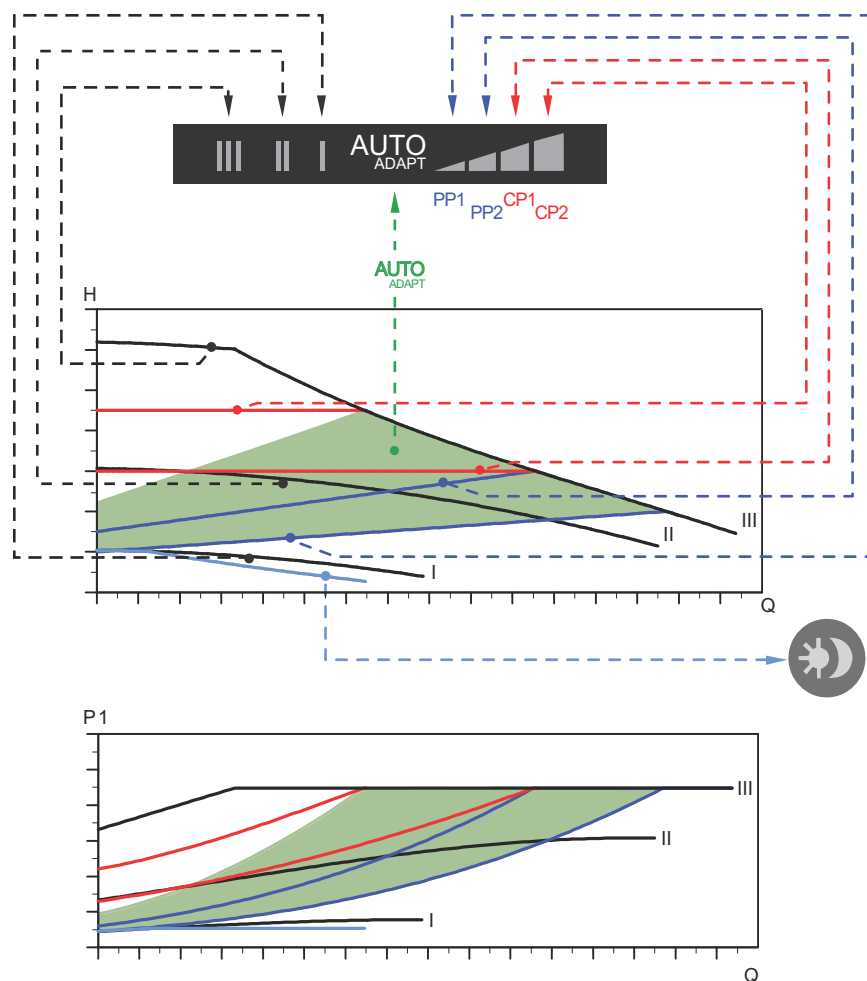 III II I AUTO
ADAPT
PP1 PP2 CP1 CP2
AUTO
ADAPT
H
III
II
I
Q
P1
III
II
I
Q